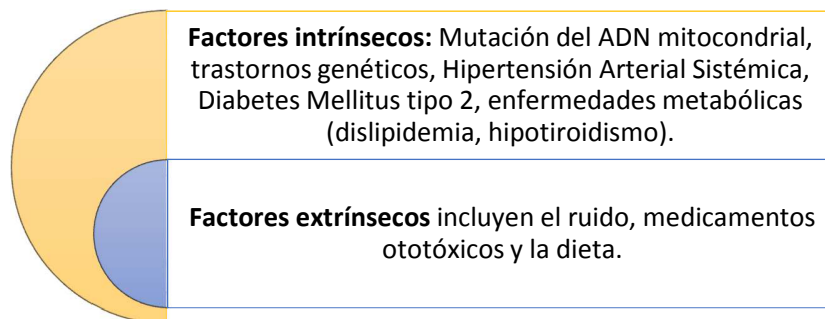 Factores intrínsecos: Mutación del ADN mitocondrial,
trastornos genéticos, Hipertensión Arterial Sistémica,
Diabetes Mellitus tipo 2, enfermedades metabólicas
(dislipidemia, hipotiroidismo).
Factores extrínsecos incluyen el ruido, medicamentos
ototóxicos y la dieta.